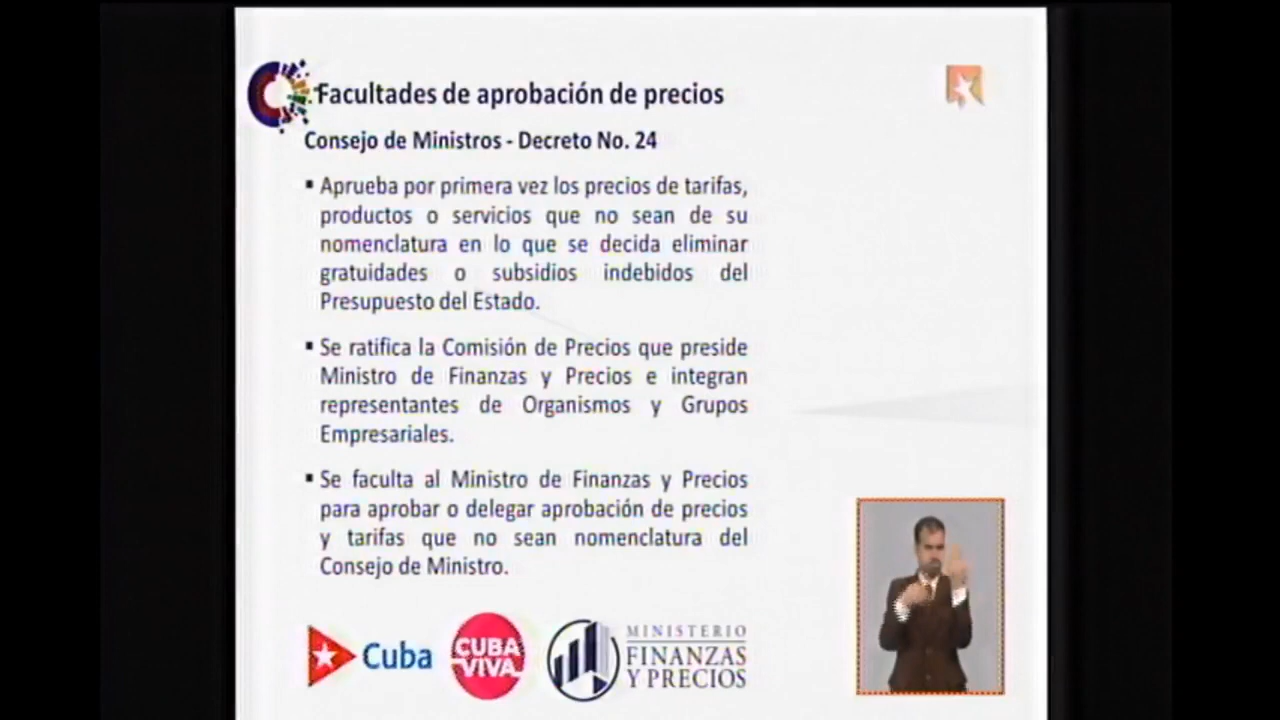 Facultades de aprobación de precios
Consejo de Ministros - Decreto No. 24
▪ Aprueba por primera vez los precios de tarifas,
productos o servicios que no sean de su
nomenclatura en lo que se decida eliminar
gratuidades o subsidios indebidos del
Presupuesto del Estado.
▪ Se ratifica la Comisión de Precios que preside
Ministro de Finanzas y Precios e integran
representantes de Organismos y Grupos
Empresariales.
▪ Se faculta al Ministro de Finanzas y Precios
para aprobar o delegar aprobación de precios
y tarifas que no sean nomenclatura del
Consejo de Ministro.
Cuba
CUBA
VIVA
MINISTERIO
FINANZAS
Y PRECIOS